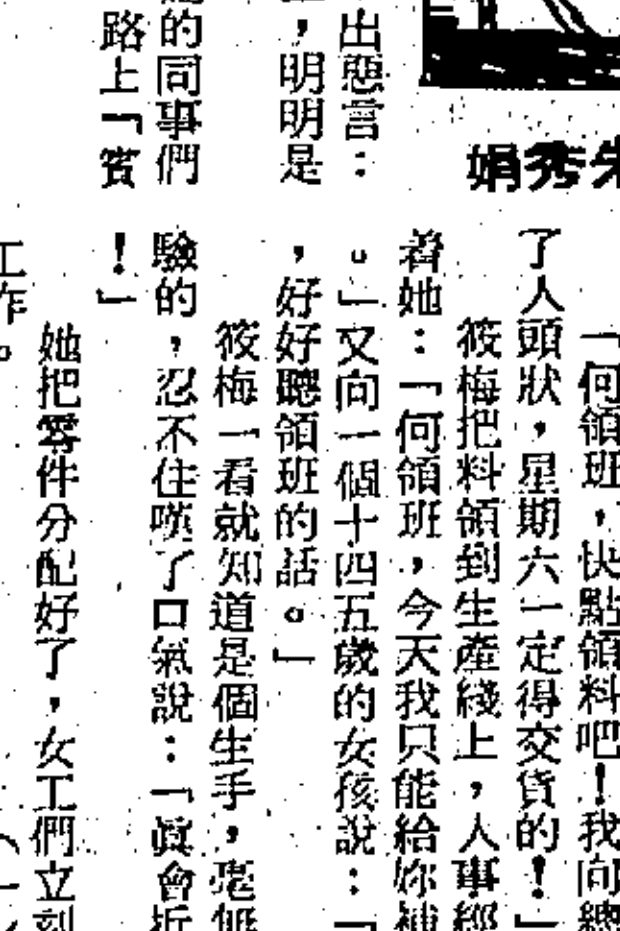 朱秀娟
出惡言：
，明明是
的同事們
路上「賓
「何領班，快點領料吧！我向總
了人頭狀，星期六一定得交貨的！」
筱梅把料領到生產綫上，人事經
着她：「何領班，今天我只能給妳補
。」又向一個十四五歲的女孩說：「
，好好聽領班的話。」
筱梅一看就知道是個生手，毫無
驗的，忍不住嘆了口氣說：「眞會折
！」
她把零件分配好了，女工們立刻
工作。